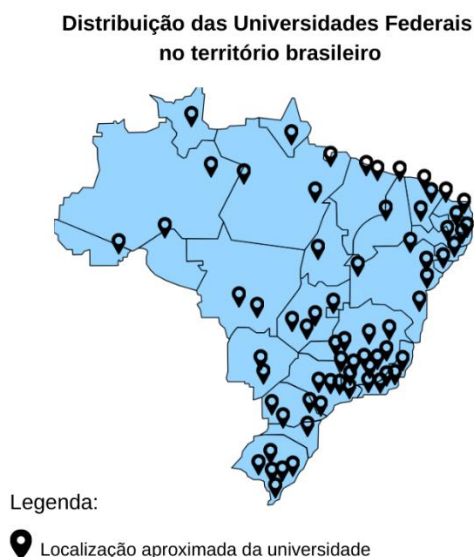 Distribuição das Universidades Federais
no território brasileiro
Legenda:
Localização aproximada da universidade